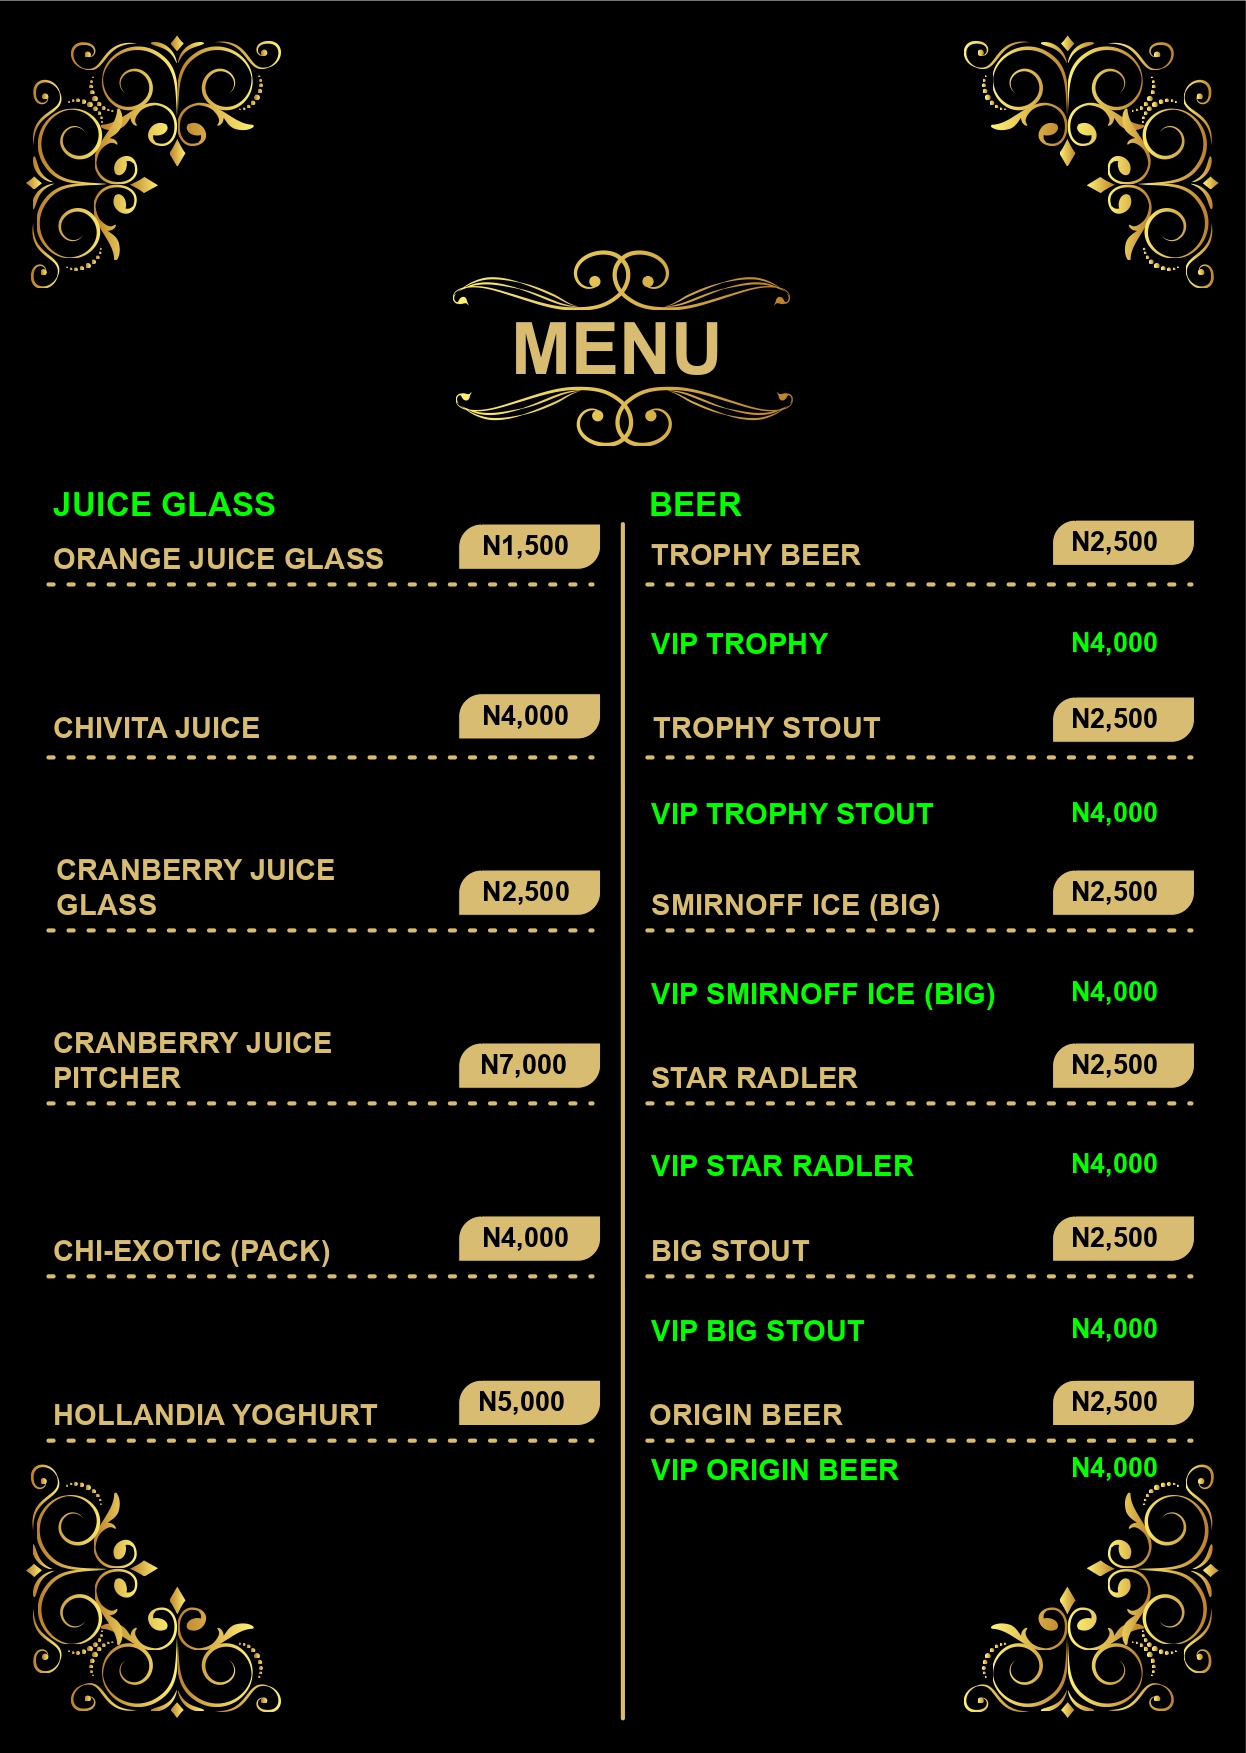 MENU
JUICE GLASS
ORANGE JUICE GLASS N1,500
CHIVITA JUICE N4,000
CRANBERRY JUICE
GLASS N2,500
CRANBERRY JUICE
PITCHER N7,000
CHI-EXOTIC (PACK) N4,000
HOLLANDIA YOGHURT N5,000
BEER
TROPHY BEER N2,500
VIP TROPHY N4,000
TROPHY STOUT N2,500
VIP TROPHY STOUT N4,000
SMIRNOFF ICE (BIG) N2,500
VIP SMIRNOFF ICE (BIG) N4,000
STAR RADLER N2,500
VIP STAR RADLER N4,000
BIG STOUT N2,500
VIP BIG STOUT N4,000
ORIGIN BEER N2,500
VIP ORIGIN BEER N4,000